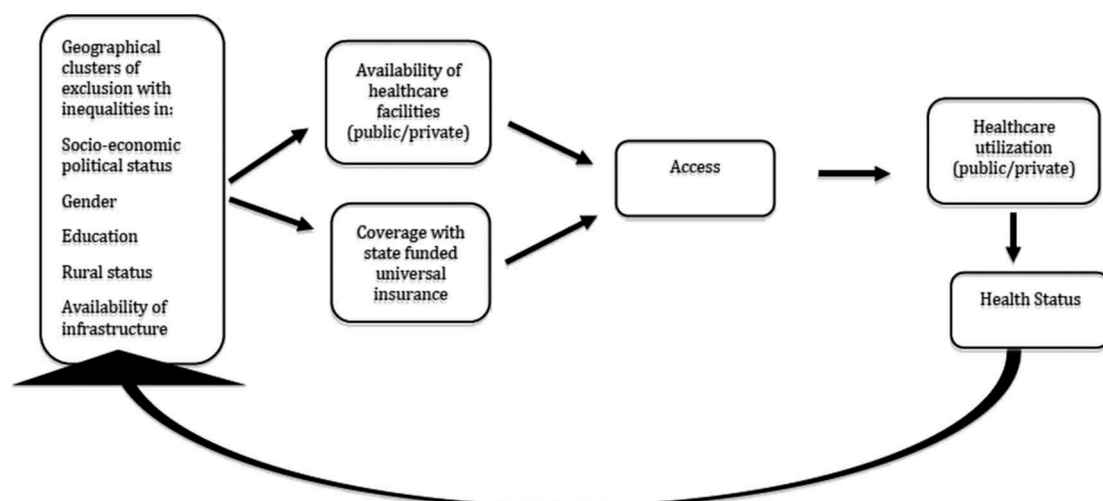 Geographical
clusters of
exclusion with
inequalities in:
Socio-economic
political status
Gender
Education
Rural status
Availability of
infrastructure
Availability of
healthcare
facilities
(public/private)
Coverage with
state funded
universal
insurance
Access
Healthcare
utilization
(public/private)
Health Status